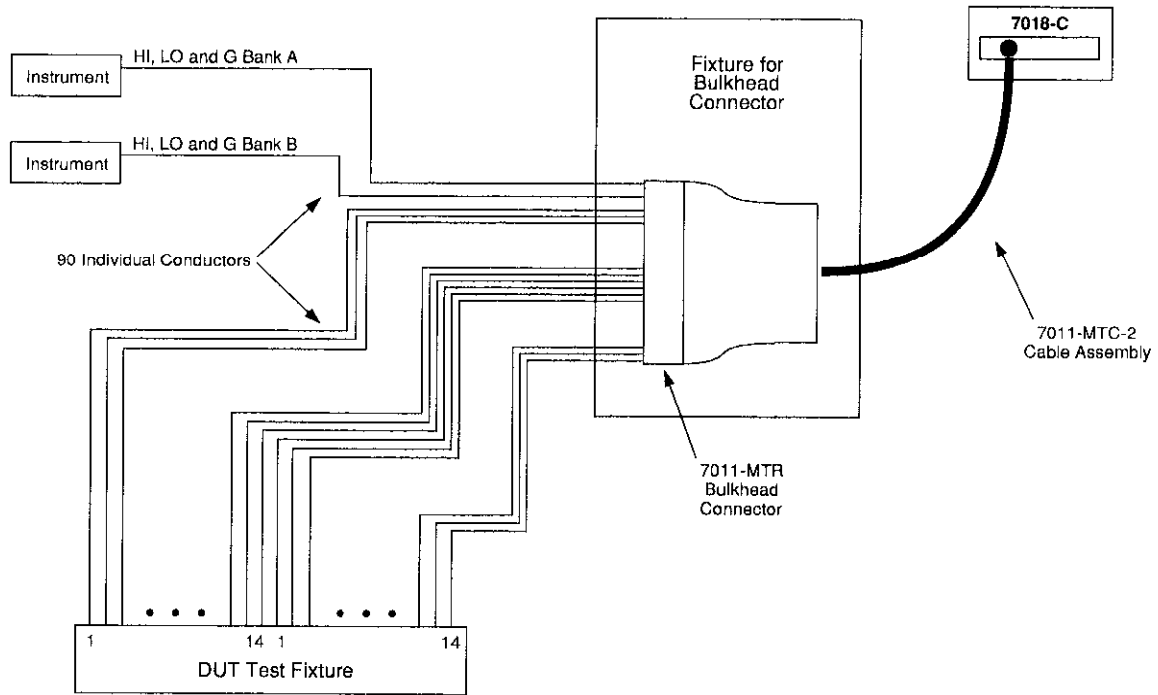 7018-C
HI, LO and G Bank A
Instrument
Fixture for
Bulkhead
Connector
HI, LO and G Bank B
Instrument
90 Individual Conductors
7011-MTC-2
Cable Assembly
7011-MTR
Bulkhead
Connector
1 14 1 14
DUT Test Fixture